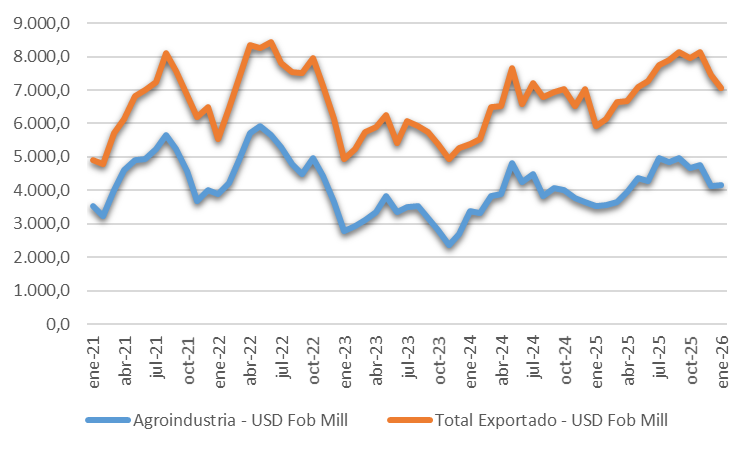 9.000,0
8.000,0
7.000,0
6.000,0
5.000,0
4.000,0
3.000,0
2.000,0
1.000,0
0,0
ene-21
abr-21
jul-21
oct-21
ene-22
abr-22
jul-22
oct-22
ene-23
abr-23
jul-23
oct-23
ene-24
abr-24
jul-24
oct-24
ene-25
abr-25
jul-25
oct-25
ene-26
Agroindustria - USD Fob Mill
Total Exportado - USD Fob Mill